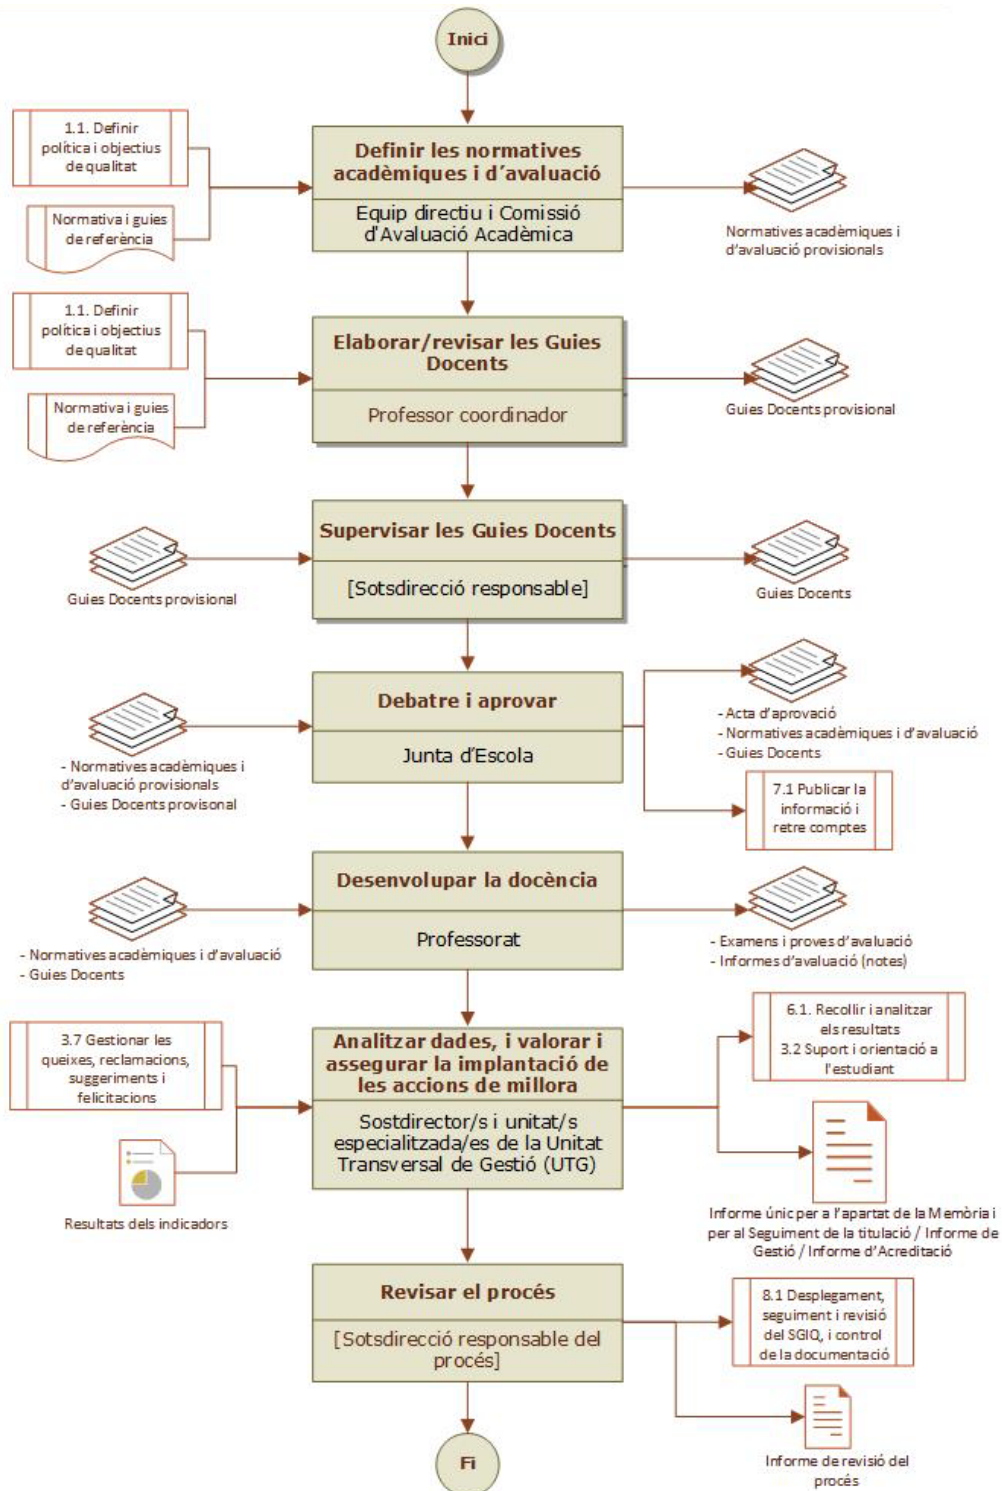 Inici
1.1. Definir
política i objectius
de qualitat
Normativa i guies
de referència
Definir les normatives
acadèmiques i d´avaluació
Equip directiu i Comissió
d'Avaluació Acadèmica
Normatives acadèmiques i
d'avaluació provisionals
1.1. Definir
política i objectius
de qualitat
Normativa i guies
de referència
Elaborar/revisar les Guies
Docents
Professor coordinador
Guies Docents provisional
Guies Docents provisional
Supervisar les Guies Docents
[Sotsdirecció responsable]
Guies Docents
- Normatives acadèmiques i
d'avaluació provisionals
- Guies Docents provisonal
Debatre i aprovar
Junta d'Escola
- Acta d'aprovació
- Normatives acadèmiques i d'avaluació
- Guies Docents
7.1 Publicar la
informació i
retre comptes
- Normatives acadèmiques i d'avaluació
- Guies Docents
Desenvolupar la docència
Professorat
- Examens i proves d'avaluació
- Informes d'avaluació (notes)
3.7 Gestionar les
queixes, reclamacions,
suggeriments i
felicitacions
Resultats dels indicadors
Analitzar dades, i valorar i
assegurar la implantació de
les accions de millora
Sostdirector/s i unitat/s
especialitzada/es de la Unitat
Transversal de Gestió (UTG)
6.1. Recollir i analitzar
els resultats
3.2 Suport i orientació a
l'estudiant
Informe únic per a l'apartat de la Memòria i
per al Seguiment de la titulació / Informe de
Gestió / Informe d'Acreditació
Revisar el procés
[Sotsdirecció responsable del
procés]
8.1 Desplegament,
seguiment i revisió
del SGIQ, i control
de la documentació
Informe de revisió del
procés
Fi